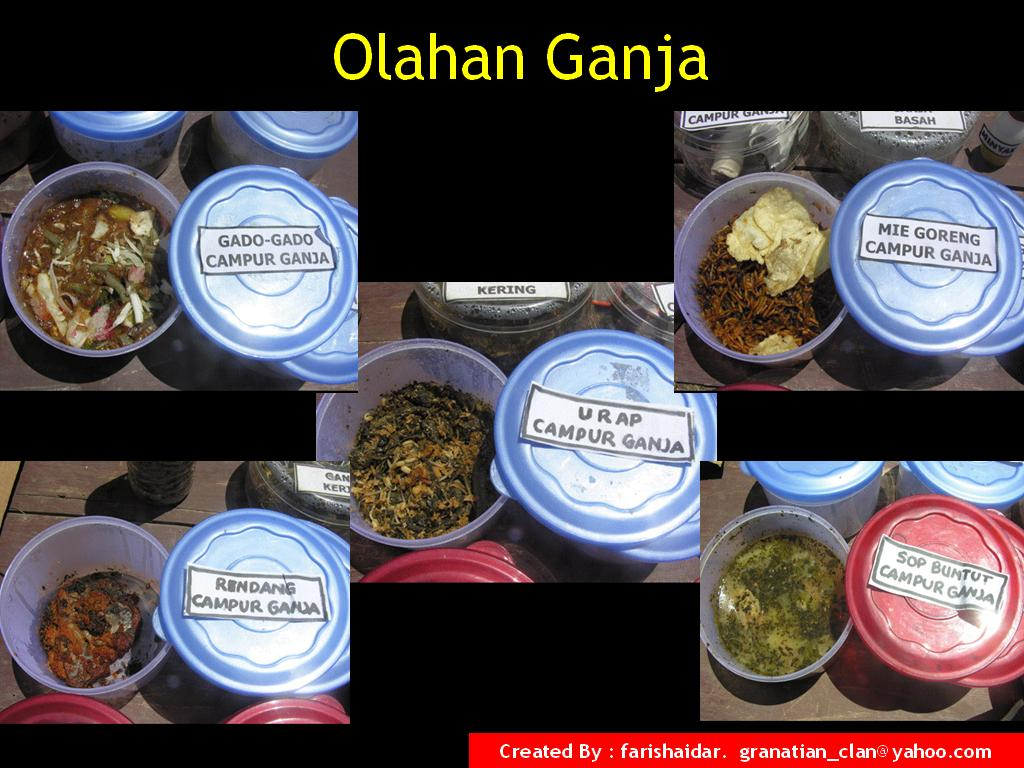 Olahan Ganja
GADO-GADO
CAMPUR GANJA
CAMPUR GANJA
BASAH
MINYAK
MIE GORENG
CAMPUR GANJA
KERING
URAP
CAMPUR GANJA
RENDANG
CAMPUR GANJA
SOP BUNTUT
CAMPUR GANJA
Created By : farishaidar. granatian_clan@yahoo.com